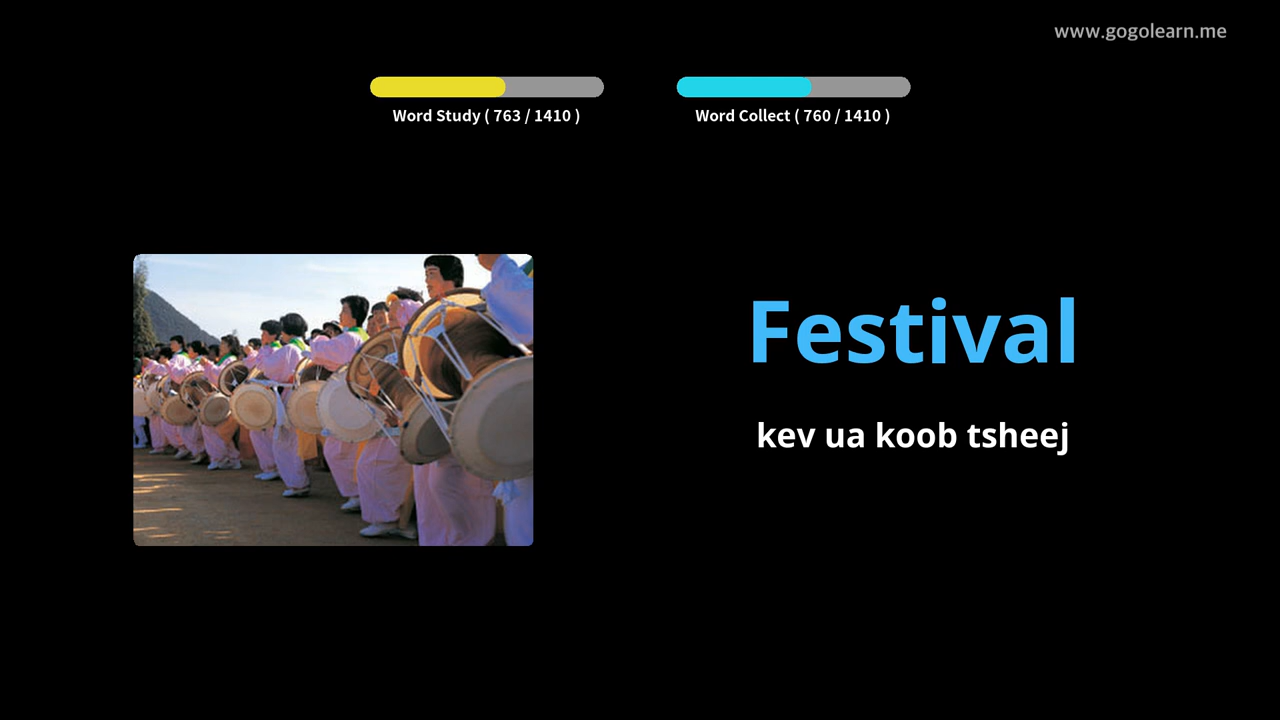 www.gogolearn.me
Word Study ( 763 / 1410 )
Word Collect ( 760 / 1410 )
Festival
kev ua koob tsheej